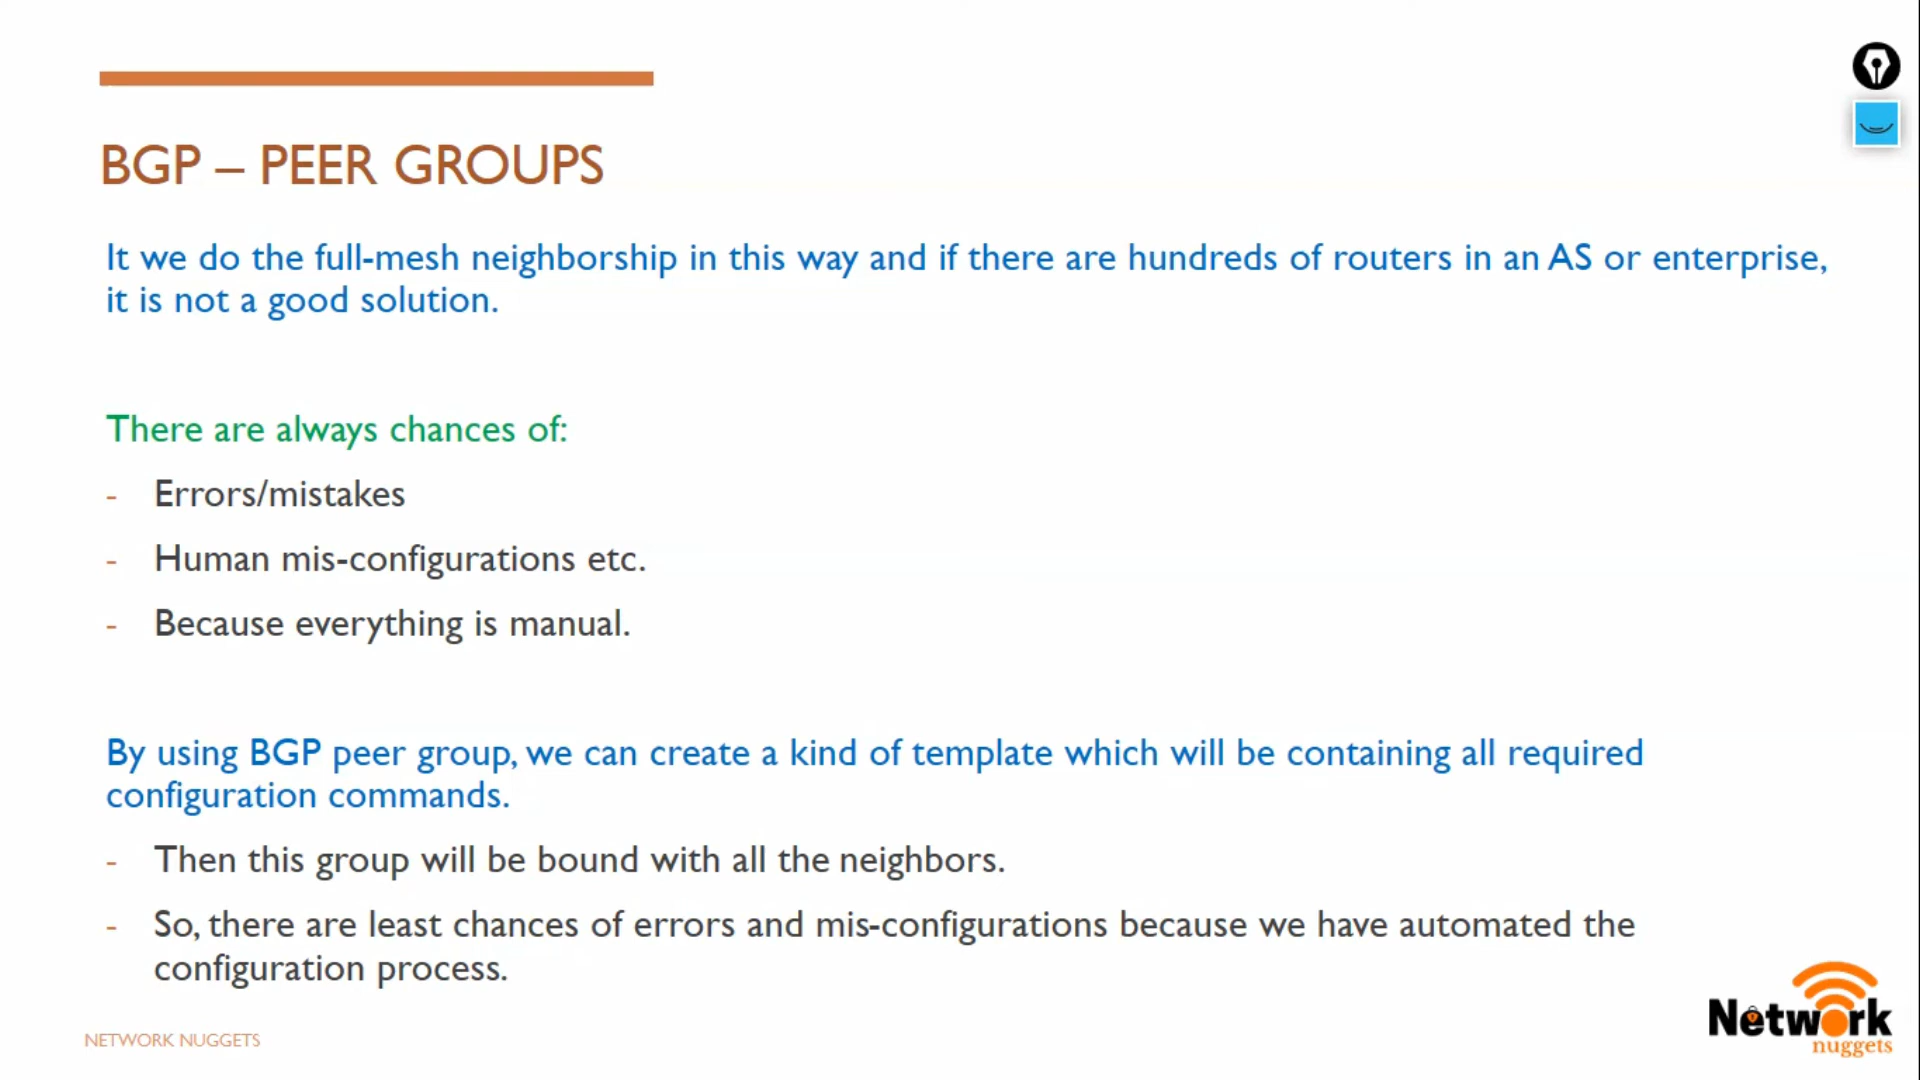 BGP – PEER GROUPS
It we do the full-mesh neighborship in this way and if there are hundreds of routers in an AS or enterprise,
it is not a good solution.
There are always chances of:
- Errors/mistakes
- Human mis-configurations etc.
- Because everything is manual.
By using BGP peer group, we can create a kind of template which will be containing all required
configuration commands.
- Then this group will be bound with all the neighbors.
- So, there are least chances of errors and mis-configurations because we have automated the
configuration process.
NETWORK NUGGETS
Network
nuggets